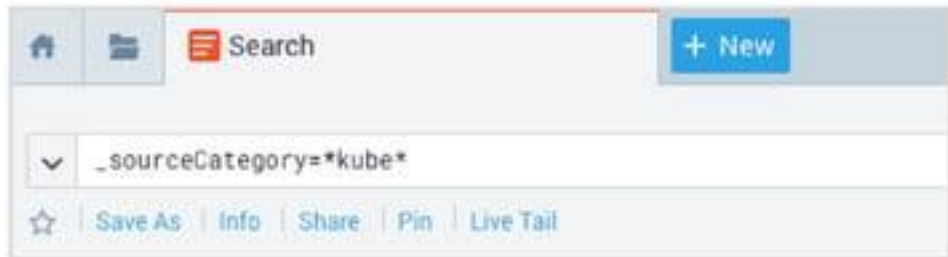 Search
+ New
_sourceCategory=*kube*
Save As | Info | Share | Pin | Live Tail